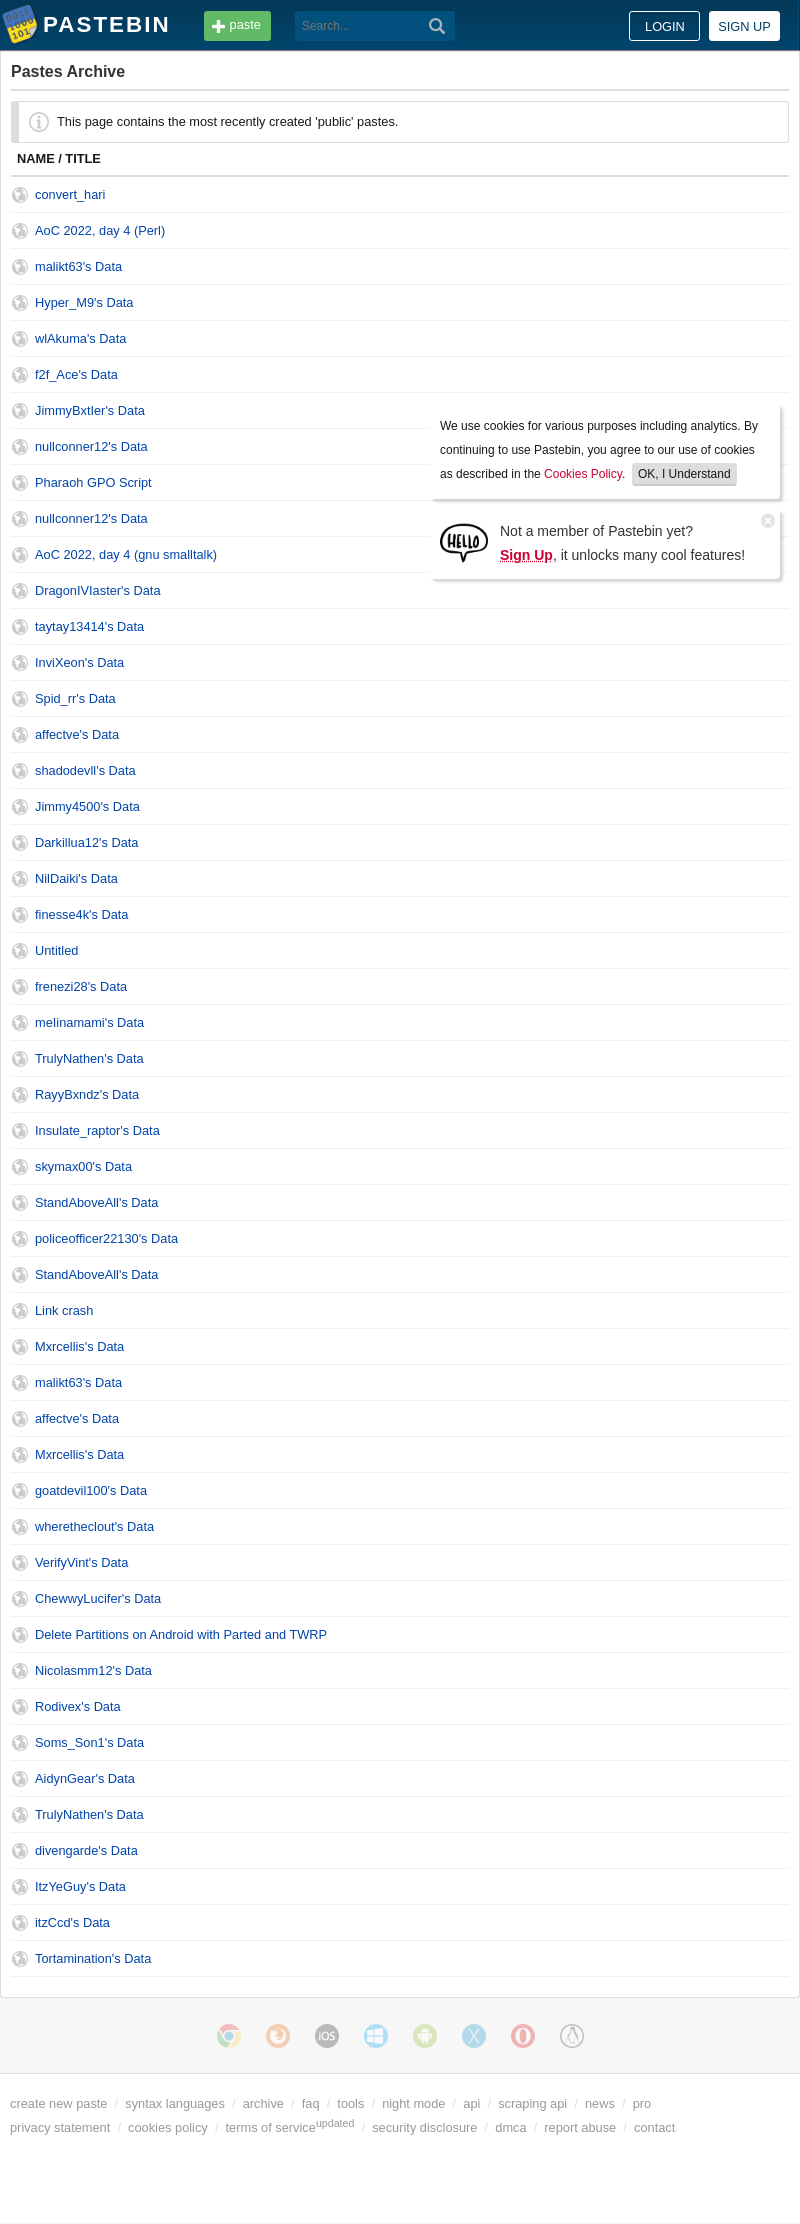 PASTEBIN paste Search... LOGIN SIGN UP
Pastes Archive
This page contains the most recently created 'public' pastes.
NAME / TITLE
convert_hari
AoC 2022, day 4 (Perl)
malikt63's Data
Hyper_M9's Data
wlAkuma's Data
f2f_Ace's Data
JimmyBxtler's Data
nullconner12's Data
Pharaoh GPO Script
nullconner12's Data
AoC 2022, day 4 (gnu smalltalk)
We use cookies for various purposes including analytics. By
continuing to use Pastebin, you agree to our use of cookies
as described in the Cookies Policy. OK, I Understand
HELLO
Not a member of Pastebin yet?
Sign Up, it unlocks many cool features!
DragonIVlaster's Data
taytay13414's Data
InviXeon's Data
Spid_rr's Data
affectve's Data
shadodevll's Data
Jimmy4500's Data
Darkillua12's Data
NilDaiki's Data
finesse4k's Data
Untitled
frenezi28's Data
melinamami's Data
TrulyNathen's Data
RayyBxndz's Data
Insulate_raptor's Data
skymax00's Data
StandAboveAll's Data
policeofficer22130's Data
StandAboveAll's Data
Link crash
Mxrcellis's Data
malikt63's Data
affectve's Data
Mxrcellis's Data
goatdevil100's Data
wheretheclout's Data
VerifyVint's Data
ChewwyLucifer's Data
Delete Partitions on Android with Parted and TWRP
Nicolasmm12's Data
Rodivex's Data
Soms_Son1's Data
AidynGear's Data
TrulyNathen's Data
divengarde's Data
ItzYeGuy's Data
itzCcd's Data
Tortamination's Data
iOS
create new paste / syntax languages / archive / faq / tools / night mode / api / scraping api / news / pro
privacy statement / cookies policy / terms of service updated / security disclosure / dmca / report abuse / contact